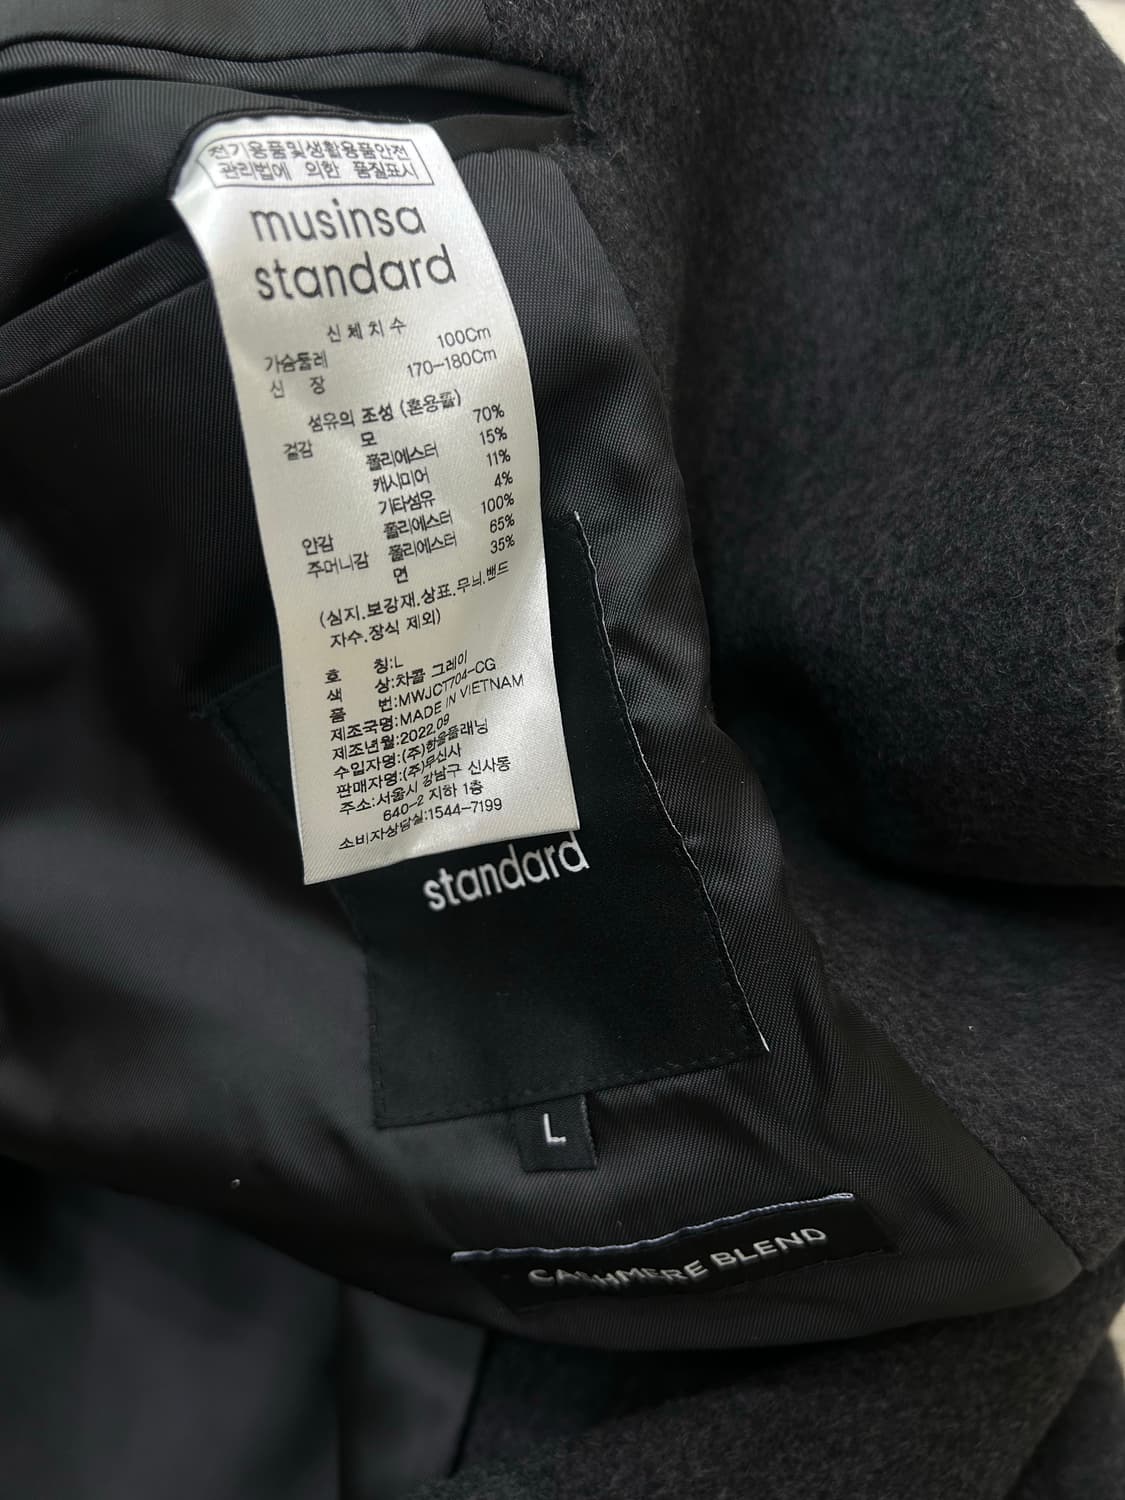 전기용품및생활용품안전
관리법에 의한 품질표시
musinsa
standard
신체치수
가슴둘레 100Cm
신 장 170-180Cm
섬유의 조성 (혼용률)
겉감 모 70%
폴리에스터 15%
캐시미어 11%
기타섬유 4%
안감 폴리에스터 100%
주머니감 폴리에스터 65%
면 35%
(심지.보강재.상표.무늬.밴드
자수.장식 제외)
호 칭:L
색 상:차콜 그레이
품 번:MWJCT704-CG
제조국명:MADE IN VIETNAM
제조년월:2022.09
수입자명:(주)한올플래닝
판매자명:(주)무신사
주소:서울시 강남구 신사동
640-2 지하 1층
소비자상담실:1544-7199
standard
L
CASHMERE BLEND